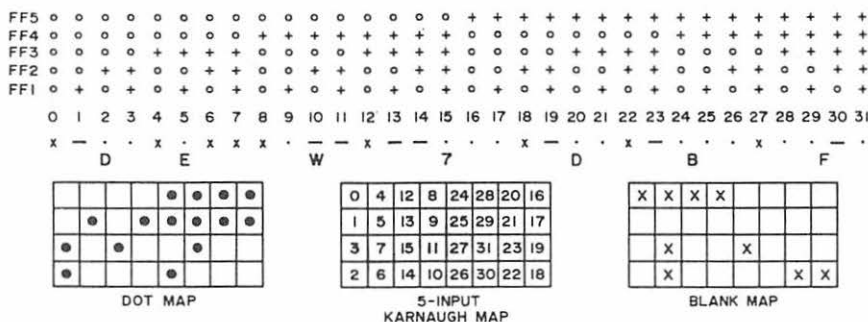 FF5 o o o o o o o o o o o o o o o o + + + + + + + + + + + + + + + +
FF4 o o o o o o o o + + + + + + + + o o o o o o o o + + + + + + + +
FF3 o o o o + + + + o o o o + + + + o o o o + + + + o o o o + + + +
FF2 o o + + o o + + o o + + o o + + o o + + o o + + o o + + o o + +
FF1 o + o + o + o + o + o + o + o + o + o + o + o + o + o + o + o +
0 1 2 3 4 5 6 7 8 9 10 11 12 13 14 15 16 17 18 19 20 21 22 23 24 25 26 27 28 29 30 31
x — · · x · x x x · — — x — — · · · x — · · x — · · · x · · — ·
D E W 7 D B F
0 4 12 8 24 28 20 16
1 5 13 9 25 29 21 17
3 7 15 11 27 31 23 19
2 6 14 10 26 30 22 18
X X X X
X X
X X X
DOT MAP
5-INPUT
KARNAUGH MAP
BLANK MAP